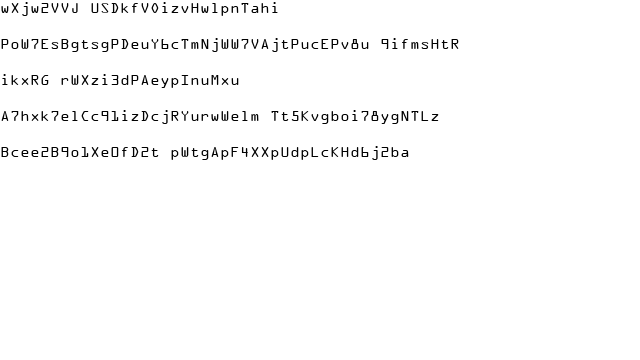 wXjw2VVJ USDkfV0izvHwlpnTahi
PoW7EsBgtsgPDeuY6cTmNjWW7VAjtPucEPv8u 9ifmsHtR
ikxRG rWXzi3dPAeypInuMxu
A7hxk7elCc91izDcjRYurwWelm Tt5Kvgboi78ygNTLz
Bcee2B9o1XeOfD2t pWtgApF4XXpUdpLcKHd6j2ba